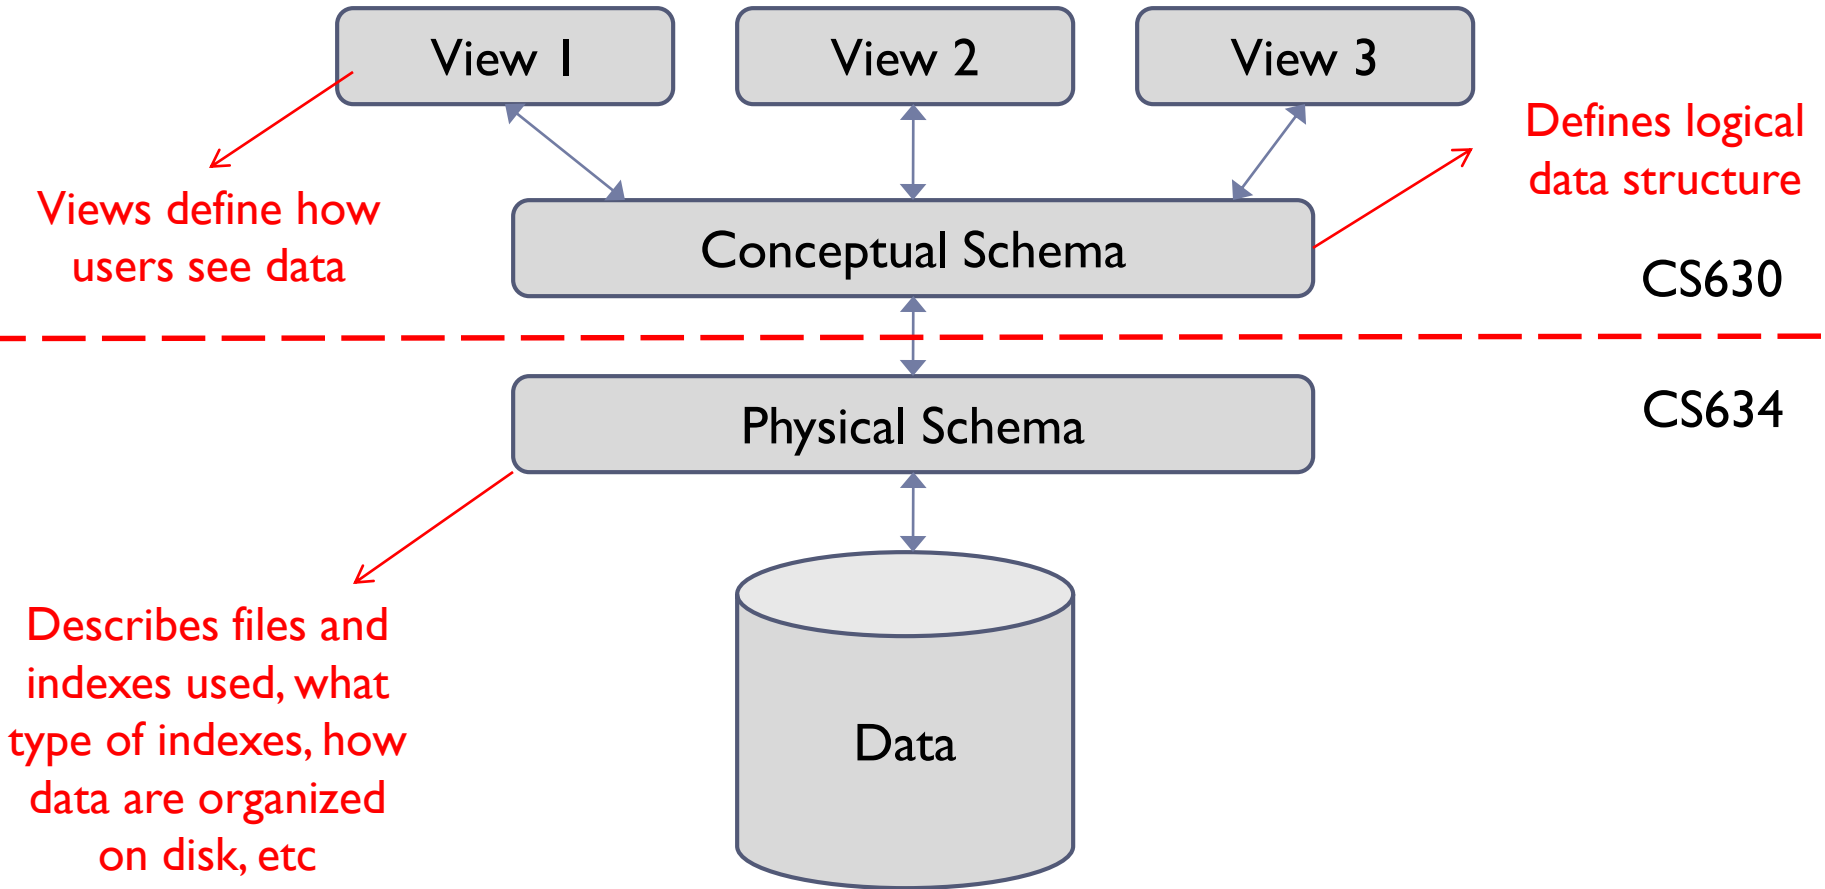 View 1
View 2
View 3
Defines logical
data structure
Views define how
users see data
Conceptual Schema
CS630
CS634
Physical Schema
Describes files and
indexes used, what
type of indexes, how
data are organized
on disk, etc
Data